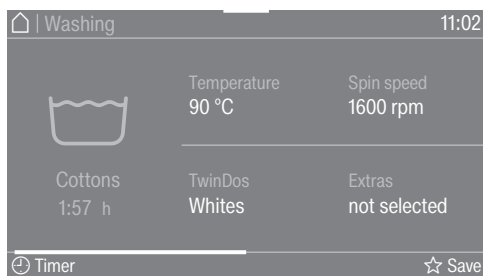 | Washing 11:02
Temperature Spin speed
90 °C 1600 rpm
Cottons TwinDos Extras
1:57 h Whites not selected
Timer Save